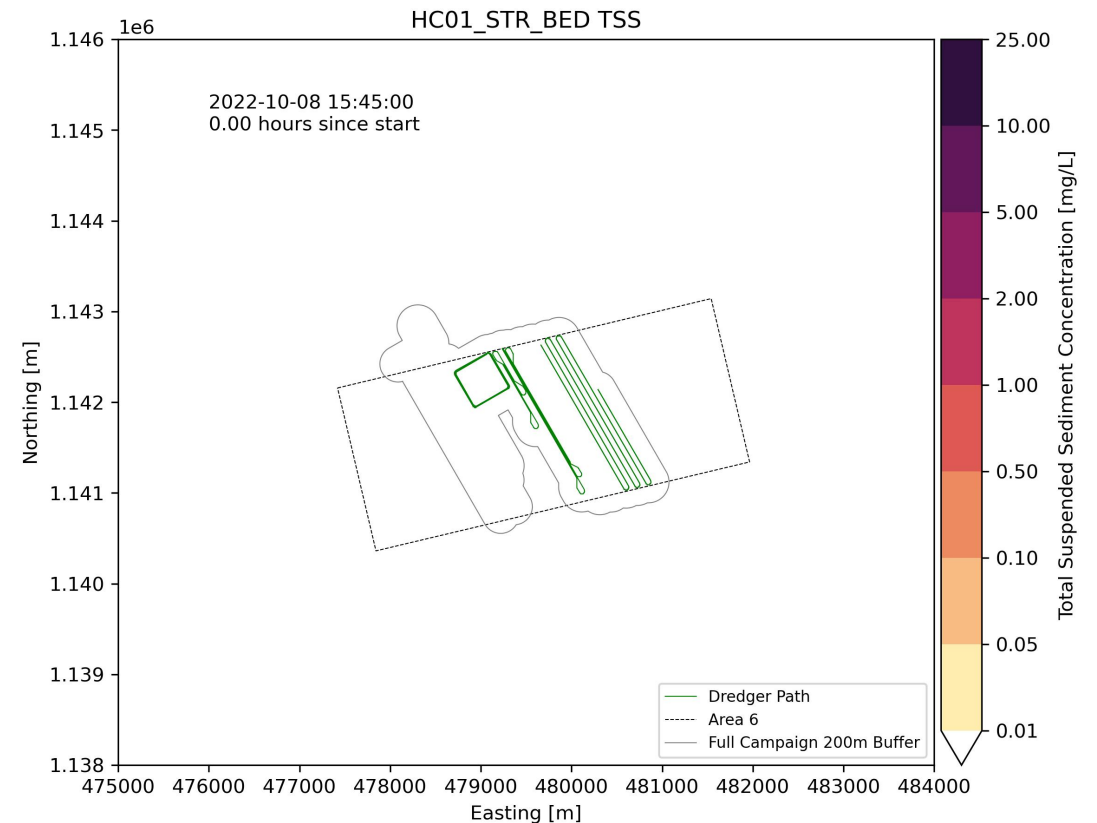 HC01_STR_BED TSS
1e6
1.146
1.145
1.144
1.143
1.142
1.141
1.140
1.139
1.138
Northing [m]
2022-10-08 15:45:00
0.00 hours since start
Dredger Path
Area 6
Full Campaign 200m Buffer
475000 476000 477000 478000 479000 480000 481000 482000 483000 484000
Easting [m]
25.00
10.00
5.00
2.00
1.00
0.50
0.10
0.05
0.01
Total Suspended Sediment Concentration [mg/L]